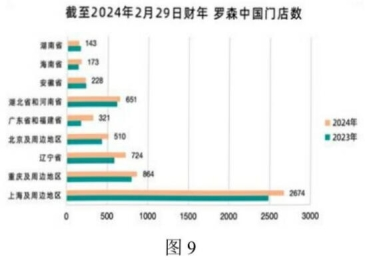 截至2024年2月29日财年 罗森中国门店数
湖南省 143
海南省 173
安徽省 228
湖北省和河南省 651
广东省和福建省 321
北京及周边地区 510
辽宁省 724
重庆及周边地区 864
上海及周边地区 2674
2024年
2023年
0 500 1000 1500 2000 2500 3000
图 9